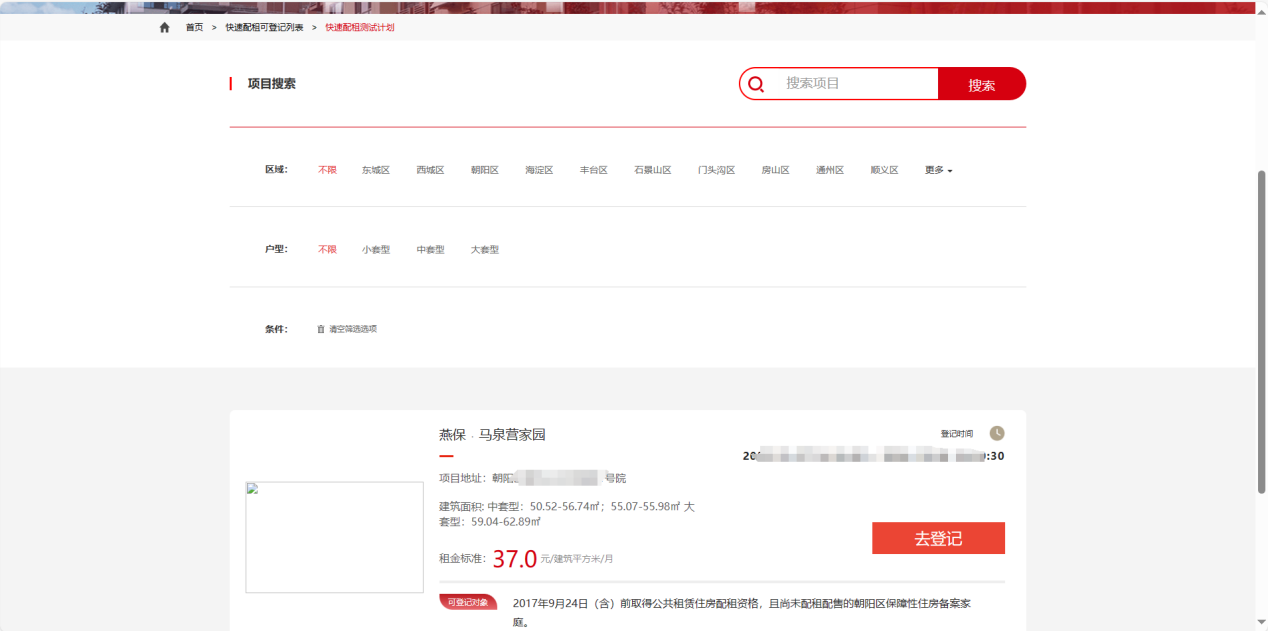 首页 > 快速配租可登记列表 > 快速配租测试计划
项目搜索
搜索项目
搜索
区域: 不限 东城区 西城区 朝阳区 海淀区 丰台区 石景山区 门头沟区 房山区 通州区 顺义区 更多
户型: 不限 小套型 中套型 大套型
条件: 清空筛选选项
燕保 · 马泉营家园
登记时间
20 :30
项目地址：朝阳 号院
建筑面积: 中套型：50.52-56.74㎡；55.07-55.98㎡ 大
套型：59.04-62.89㎡
去登记
租金标准：37.0 元/建筑平方米/月
可登记对象
2017年9月24日（含）前取得公共租赁住房配租资格，且尚未配租配售的朝阳区保障性住房备案家
庭。